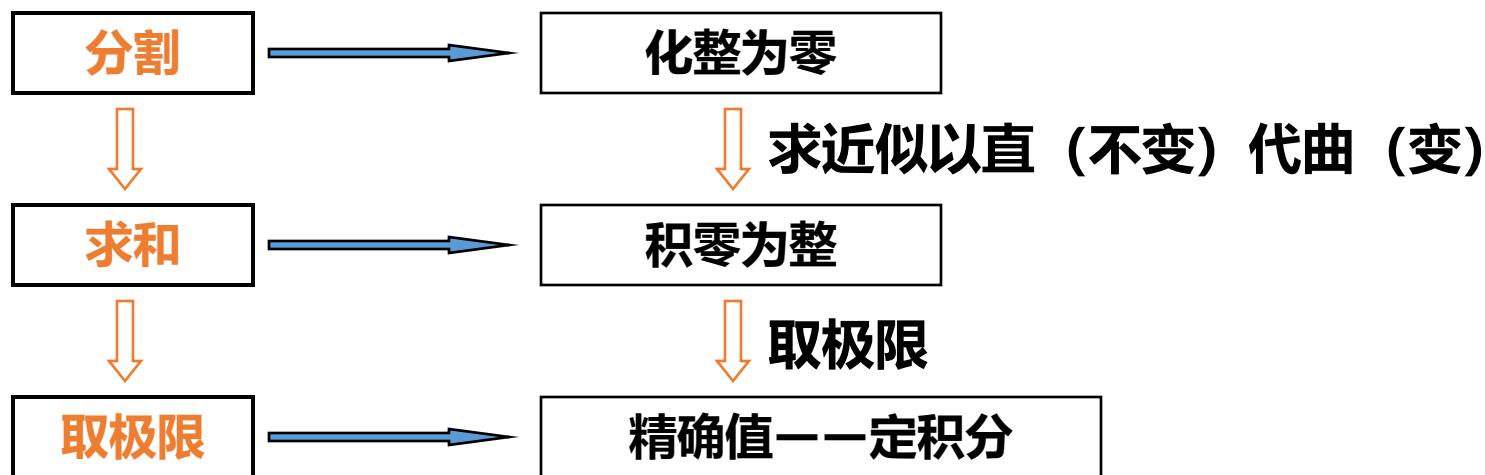 分割
化整为零
求近似以直（不变）代曲（变）
求和
积零为整
取极限
取极限
精确值——定积分